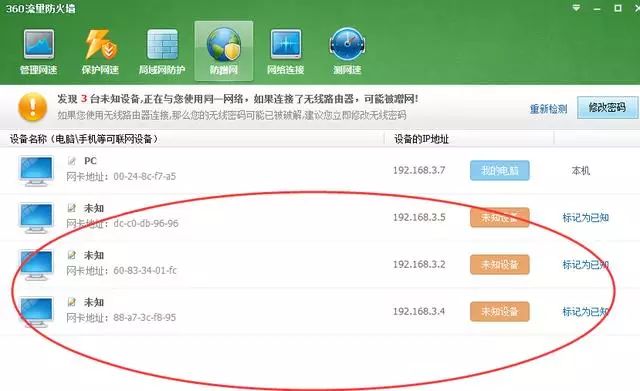 360流量防火墙
管理网速 保护网速 局域网防护 防蹭网 网络连接 测网速
发现 3 台未知设备,正在与您使用同一网络，如果连接了无线路由器，可能被蹭网!
如果您使用无线路由器连接,那么您的无线密码可能已被破解,建议您立即修改无线密码
重新检测 修改密码
设备名称（电脑\手机等可联网设备） 设备的IP地址
PC
网卡地址：00-24-8c-f7-a5 192.168.3.7 我的电脑 本机
未知
网卡地址：dc-c0-db-96-96 192.168.3.5 未知设备 标记为已知
未知
网卡地址：60-83-34-01-fc 192.168.3.2 未知设备 标记为已知
未知
网卡地址：88-a7-3c-f8-95 192.168.3.4 未知设备 标记为已知